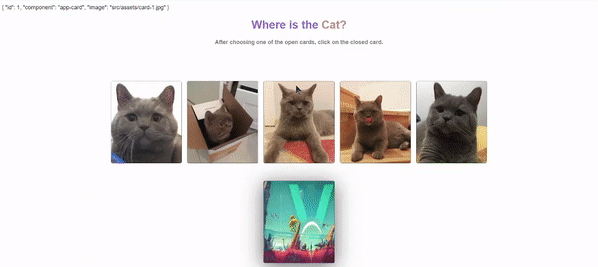 { "id": 1, "component": "app-card", "image": "src/assets/card-1.jpg" }
Where is the Cat?
After choosing one of the open cards, click on the closed card.